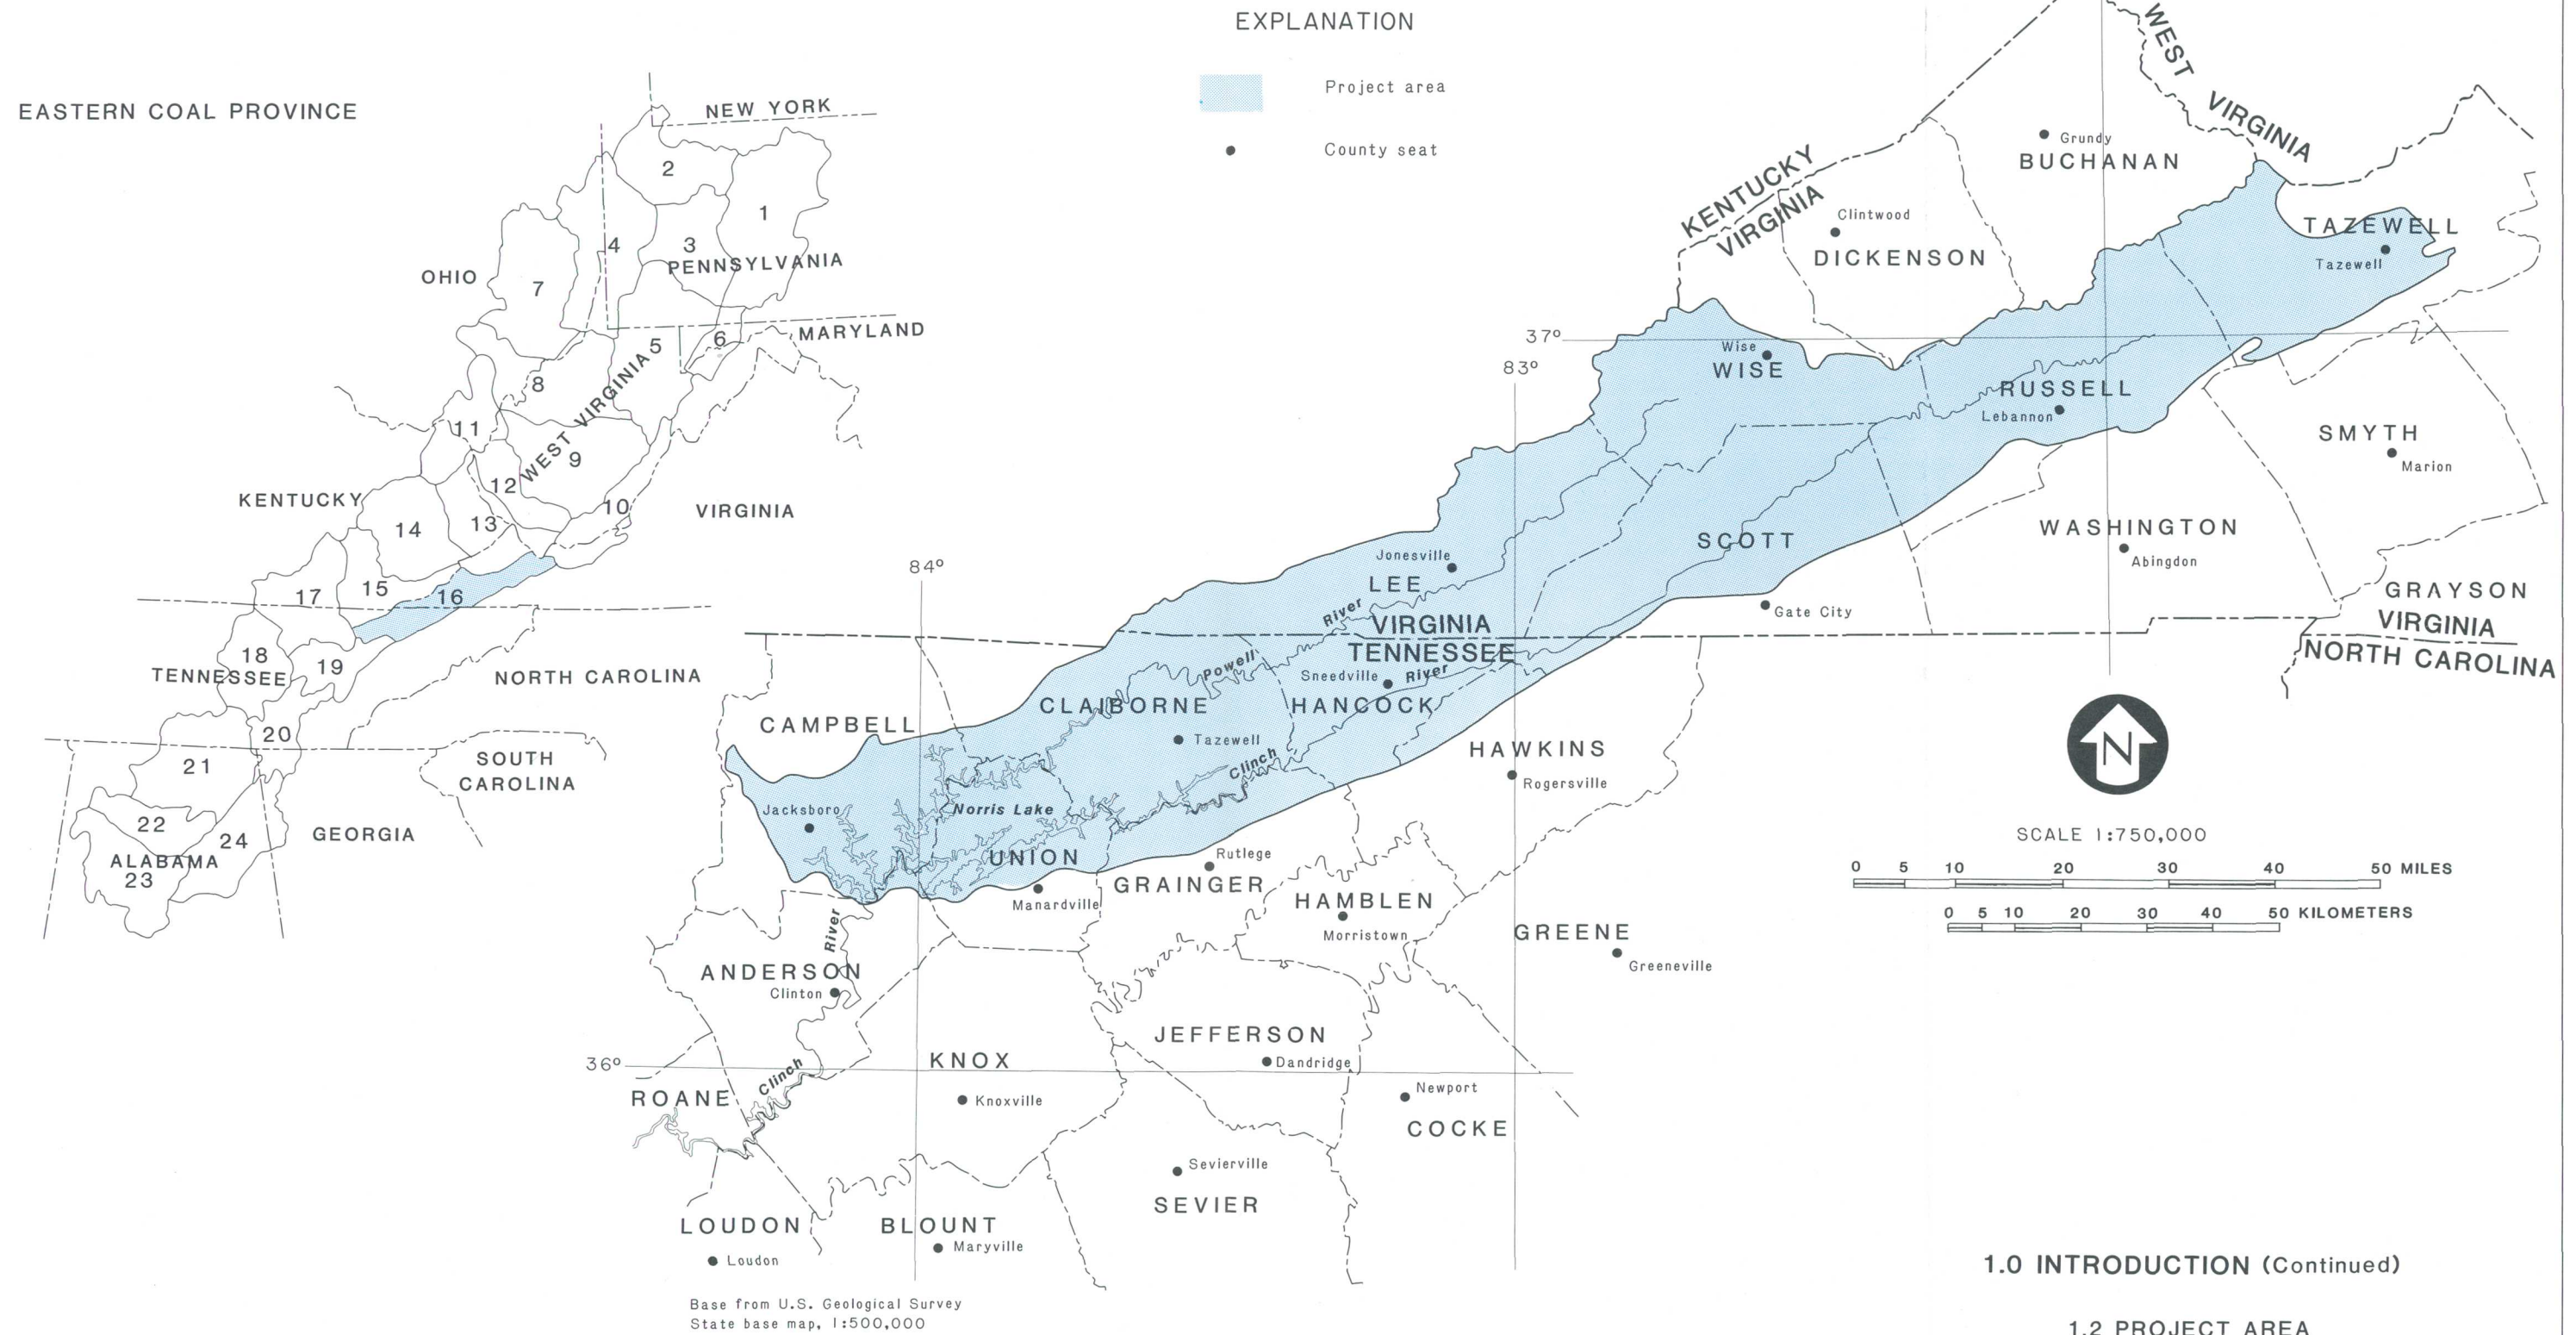 EXPLANATION
Project area
County seat
EASTERN COAL PROVINCE
NEW YORK
2
1
4
3
PENNSYLVANIA
OHIO
7
MARYLAND
6
5
8
WEST VIRGINIA
11
9
12
KENTUCKY
10
VIRGINIA
14
13
15
17
16
18
19
TENNESSEE
NORTH CAROLINA
20
SOUTH
CAROLINA
21
22
24
GEORGIA
ALABAMA
23
WEST VIRGINIA
Grundy
BUCHANAN
KENTUCKY
VIRGINIA
Clintwood
DICKENSON
TAZEWELL
Tazewell
37°
Wise
WISE
83°
RUSSELL
Lebannon
SMYTH
Marion
SCOTT
WASHINGTON
Abingdon
Jonesville
LEE
84°
River
GRAYSON
Gate City
VIRGINIA
TENNESSEE
VIRGINIA
NORTH CAROLINA
Powell
Sneedville
River
CLAIBORNE
HANCOCK
CAMPBELL
Tazewell
Clinch
HAWKINS
Rogersville
N
Jacksboro
Norris Lake
SCALE 1:750,000
UNION
Rutlege
GRAINGER
Manardville
HAMBLEN
Morristown
0 5 10 20 30 40 50 MILES
0 5 10 20 30 40 50 KILOMETERS
River
GREENE
Greeneville
ANDERSON
Clinton
JEFFERSON
Dandridge
36°
KNOX
Knoxville
Clinch
ROANE
Newport
COCKE
Sevierville
SEVIER
LOUDON
Loudon
BLOUNT
Maryville
Base from U.S. Geological Survey
State base map, 1:500,000
1.0 INTRODUCTION (Continued)
1.2 PROJECT AREA